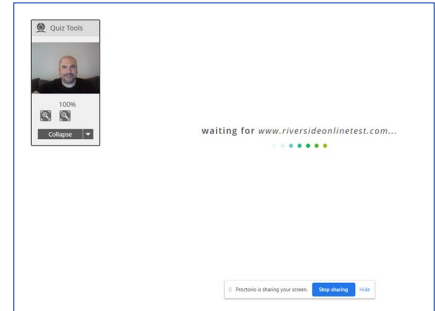 Quiz Tools
100%
Collapse
waiting for www.riversideonlinetest.com...
Proctorio is sharing your screen. Stop sharing Hide